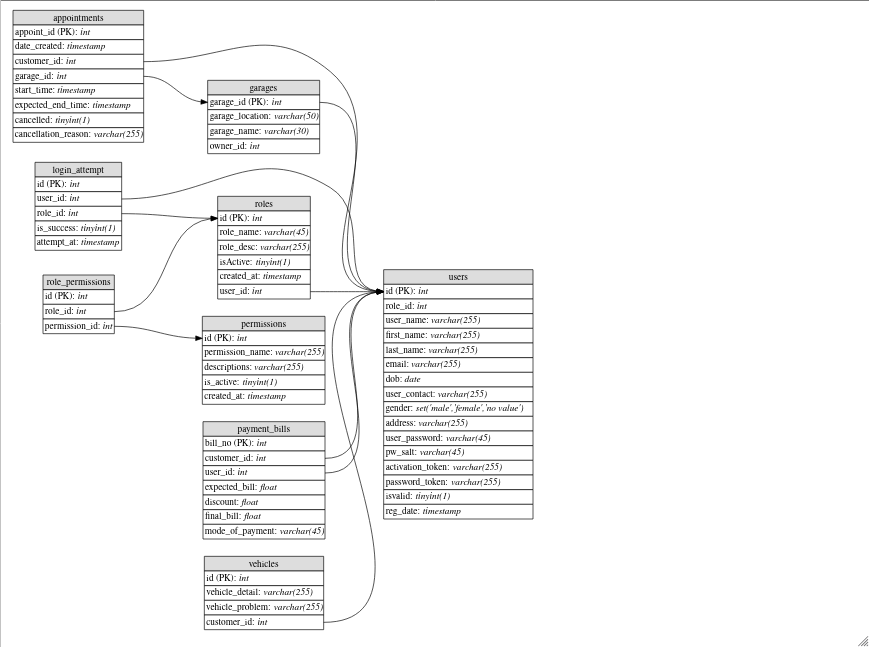 appointments
appoint_id (PK): int
date_created: timestamp
customer_id: int
garage_id: int
start_time: timestamp
expected_end_time: timestamp
cancelled: tinyint(1)
cancellation_reason: varchar(255)
garages
garage_id (PK): int
garage_location: varchar(50)
garage_name: varchar(30)
owner_id: int
login_attempt
id (PK): int
user_id: int
role_id: int
is_success: tinyint(1)
attempt_at: timestamp
roles
id (PK): int
role_name: varchar(45)
role_desc: varchar(255)
isActive: tinyint(1)
created_at: timestamp
user_id: int
role_permissions
id (PK): int
role_id: int
permission_id: int
permissions
id (PK): int
permission_name: varchar(255)
descriptions: varchar(255)
is_active: tinyint(1)
created_at: timestamp
payment_bills
bill_no (PK): int
customer_id: int
user_id: int
expected_bill: float
discount: float
final_bill: float
mode_of_payment: varchar(45)
vehicles
id (PK): int
vehicle_detail: varchar(255)
vehicle_problem: varchar(255)
customer_id: int
users
id (PK): int
role_id: int
user_name: varchar(255)
first_name: varchar(255)
last_name: varchar(255)
email: varchar(255)
dob: date
user_contact: varchar(255)
gender: set('male','female','no value')
address: varchar(255)
user_password: varchar(45)
pw_salt: varchar(45)
activation_token: varchar(255)
password_token: varchar(255)
isvalid: tinyint(1)
reg_date: timestamp